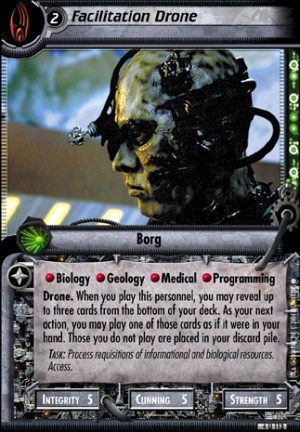 2 Facilitation Drone
Borg
Biology Geology Medical Programming
Drone. When you play this personnel, you may reveal up
to three cards from the bottom of your deck. As your next
action, you may play one of those cards as if it were in your
hand. Those you do not play are placed in your discard pile.
TASK: Process requisitions of informational and biological resources.
Access.
INTEGRITY 5 CUNNING 5 STRENGTH 5